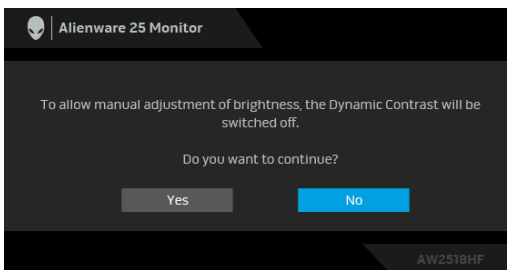 Alienware 25 Monitor
To allow manual adjustment of brightness, the Dynamic Contrast will be
switched off.
Do you want to continue?
Yes
No
AW2518HF